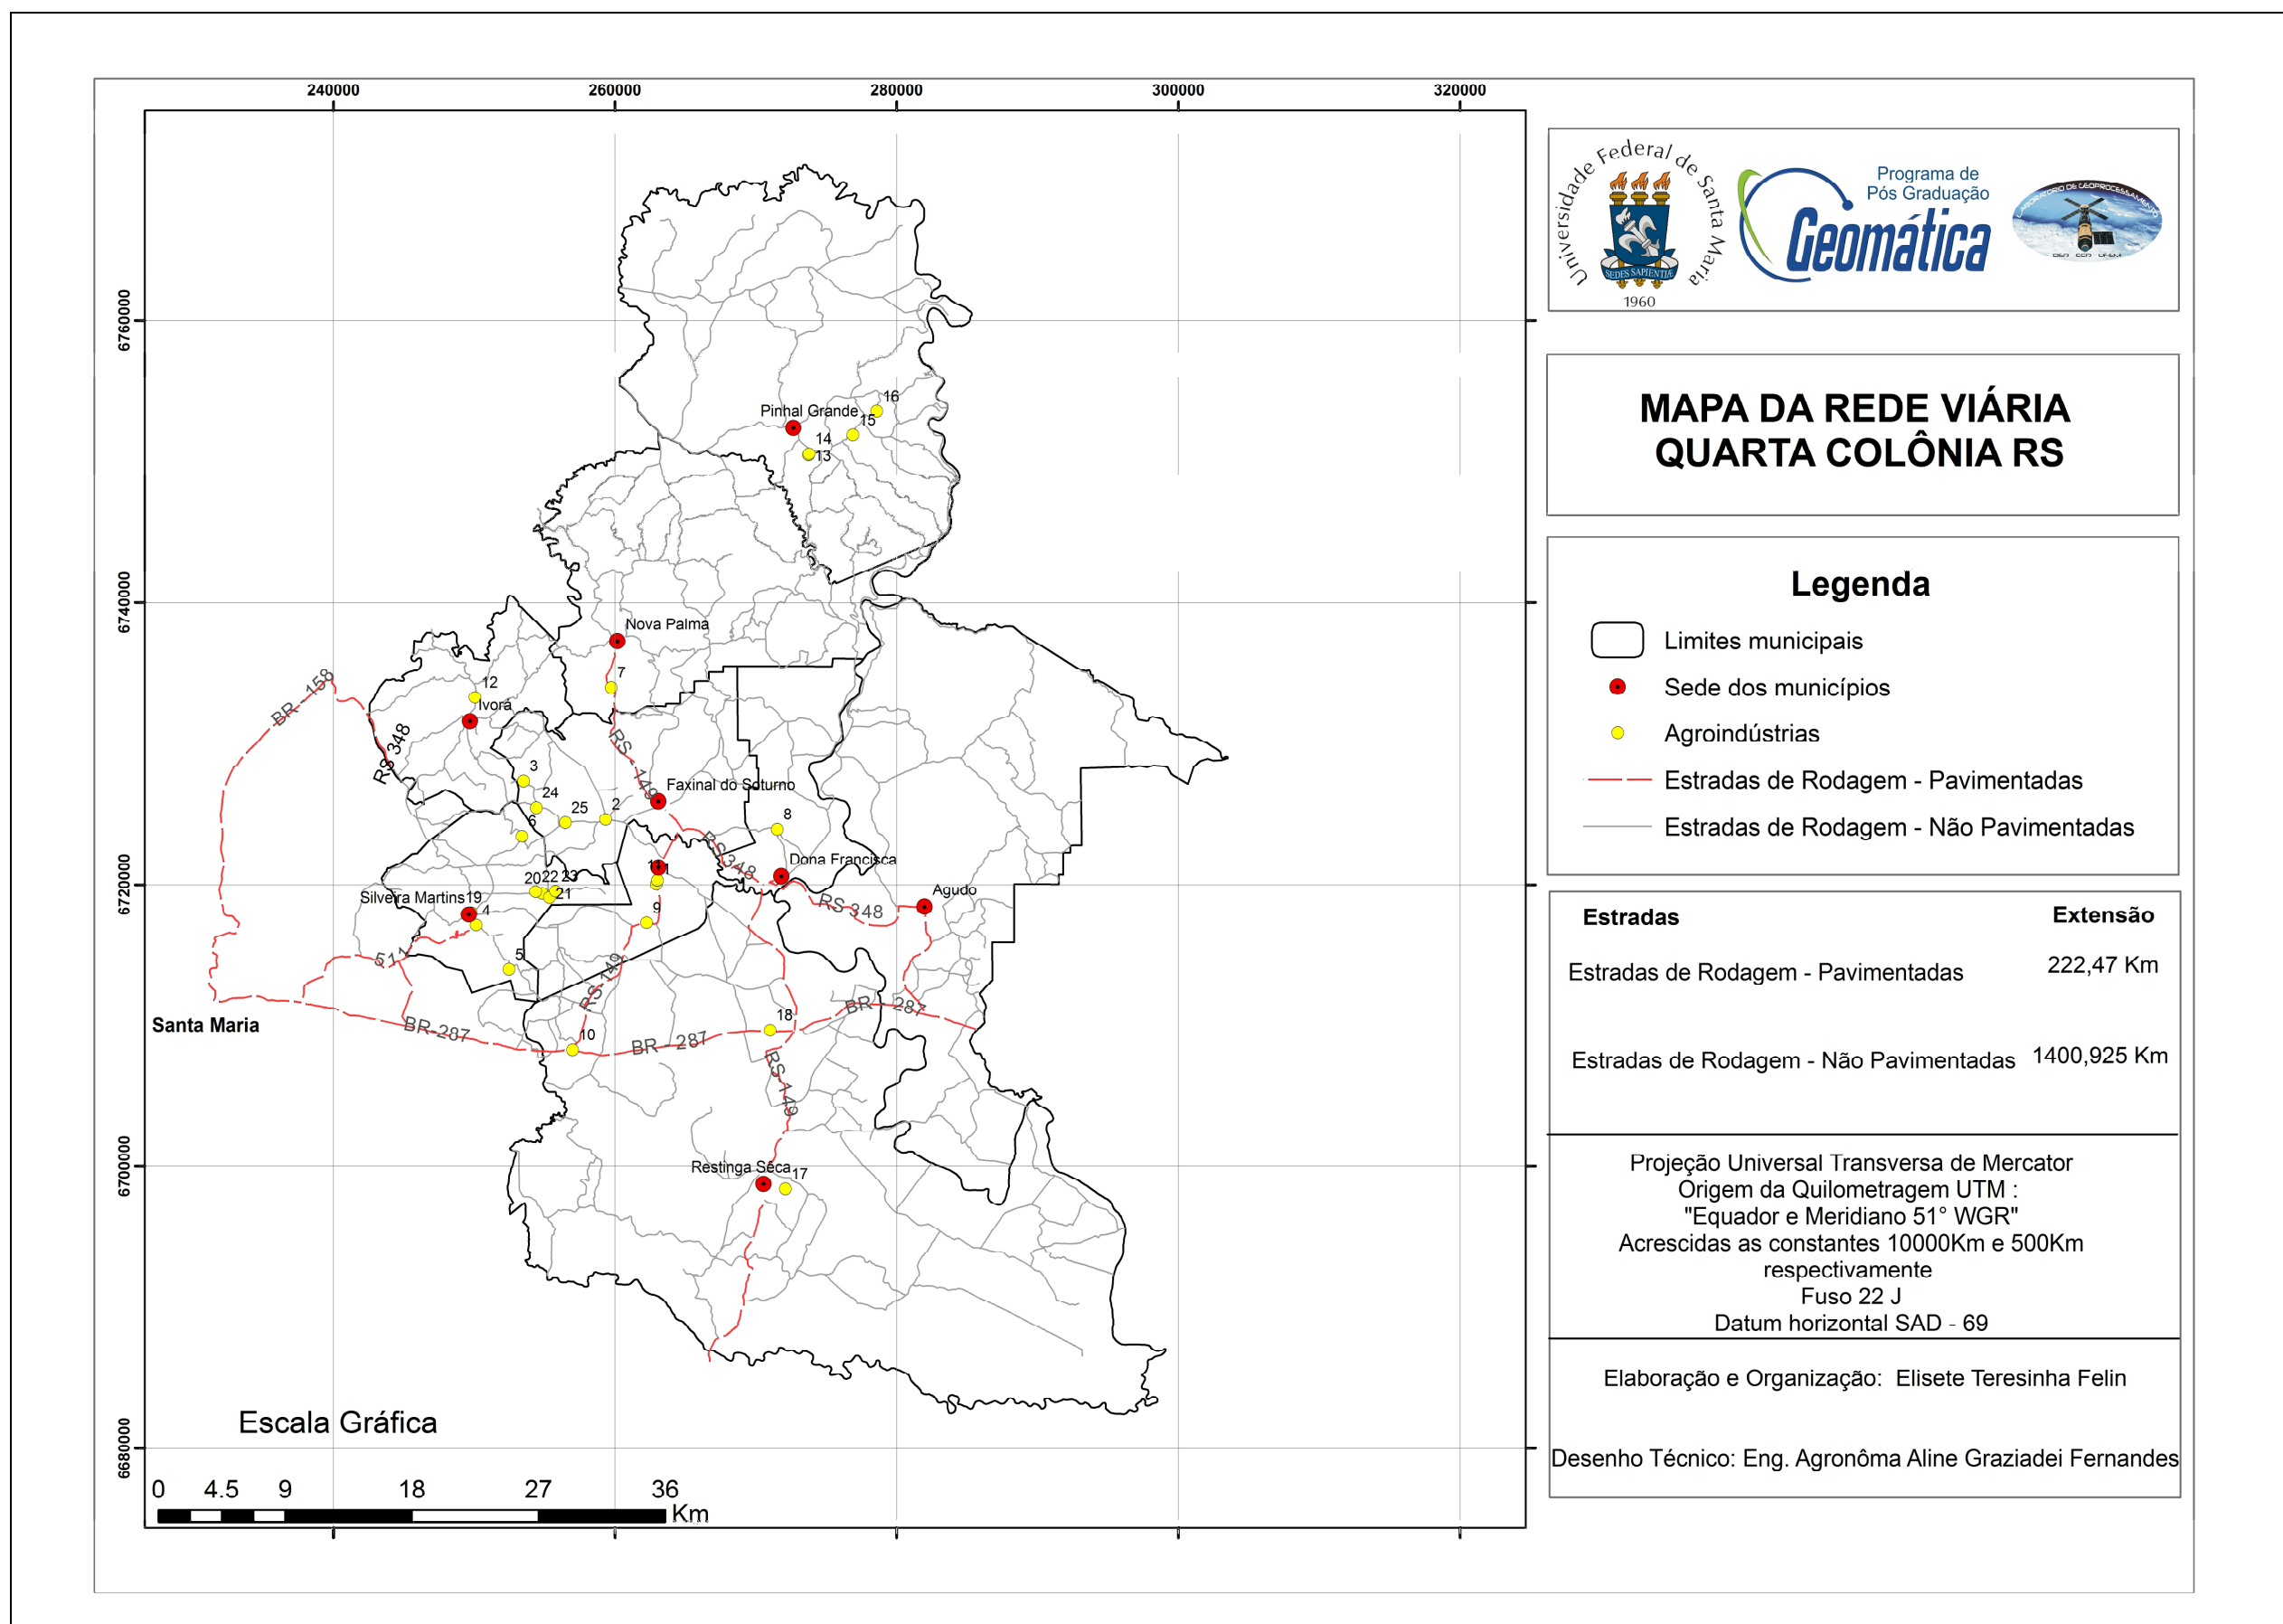 240000
260000
280000
300000
320000
6760000
6740000
6720000
6700000
6680000
Pinhal Grande
16
15
14
13
Nova Palma
7
12
Ivorá
BR - 158
RS 348
RS - 149
3
24
25
2
6
Faxinal do Soturno
8
RS 348
Dona Francisca
11
1
20
22
23
21
Silveira Martins
19
4
9
Agudo
RS 348
511
5
RS - 149
18
BR - 287
Santa Maria
BR-287
10
BR - 287
RS 149
Restinga Sêca
17
Escala Gráfica
0 4.5 9 18 27 36
Km
Universidade Federal de Santa Maria
SEDES SAPIENTIÆ
1960
Programa de
Pós Graduação
Geomática
LABORATÓRIO DE GEOPROCESSAMENTO
MAPA DA REDE VIÁRIA
QUARTA COLÔNIA RS
Legenda
Limites municipais
Sede dos municípios
Agroindústrias
Estradas de Rodagem - Pavimentadas
Estradas de Rodagem - Não Pavimentadas
Estradas Extensão
Estradas de Rodagem - Pavimentadas 222,47 Km
Estradas de Rodagem - Não Pavimentadas 1400,925 Km
Projeção Universal Transversa de Mercator
Origem da Quilometragem UTM :
"Equador e Meridiano 51° WGR"
Acrescidas as constantes 10000Km e 500Km
respectivamente
Fuso 22 J
Datum horizontal SAD - 69
Elaboração e Organização: Elisete Teresinha Felin
Desenho Técnico: Eng. Agronôma Aline Graziadei Fernandes